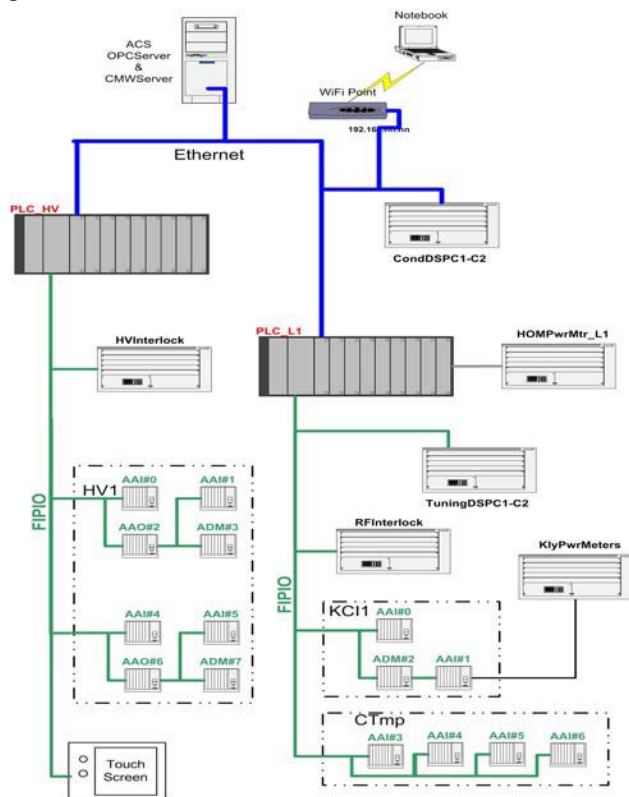 Notebook
ACS
OPCServer
&
CMWServer
WiFi Point
Ethernet
PLC_HV
CondDSPC1-C2
PLC_L1
HOMPwrMtr_L1
HVInterlock
TuningDSPC1-C2
HV1
AAI#0
AAI#1
AAO#2
ADM#3
FIPIO
RFInterlock
KlyPwrMeters
FIPIO
KCI1
AAI#0
ADM#2
AAI#1
AAI#4
AAI#5
AAO#6
ADM#7
CTmp
AAI#3
AAI#4
AAI#5
AAI#6
Touch
Screen